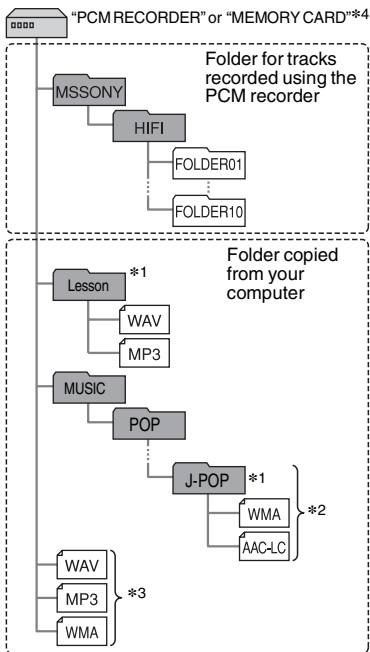 “PCM RECORDER” or “MEMORY CARD”*4
Folder for tracks
recorded using the
PCM recorder
MSSONY
HIFI
FOLDER01
FOLDER10
Folder copied
from your
computer
Lesson
*1
WAV
MP3
MUSIC
POP
J-POP
*1
WMA
*2
AAC-LC
WAV
MP3
*3
WMA